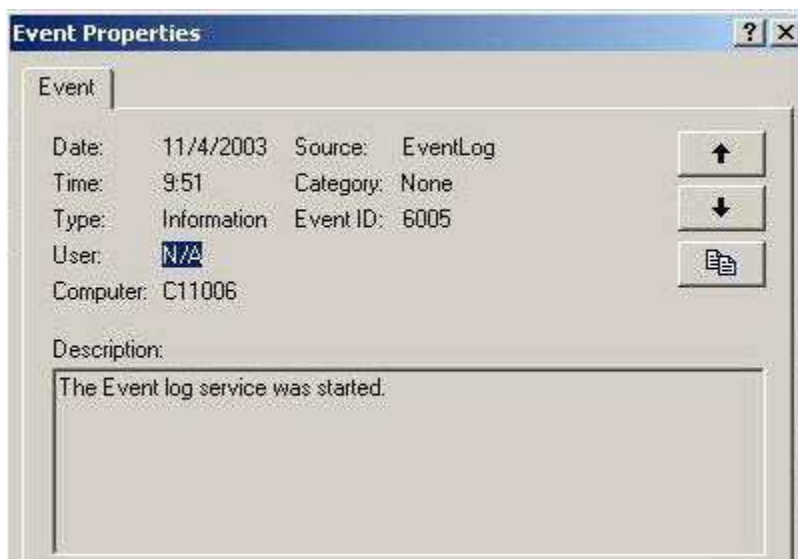 Event Properties
Event
Date: 11/4/2003 Source: EventLog
Time: 9:51 Category: None
Type: Information Event ID: 6005
User: N/A
Computer: C11006
Description:
The Event log service was started.